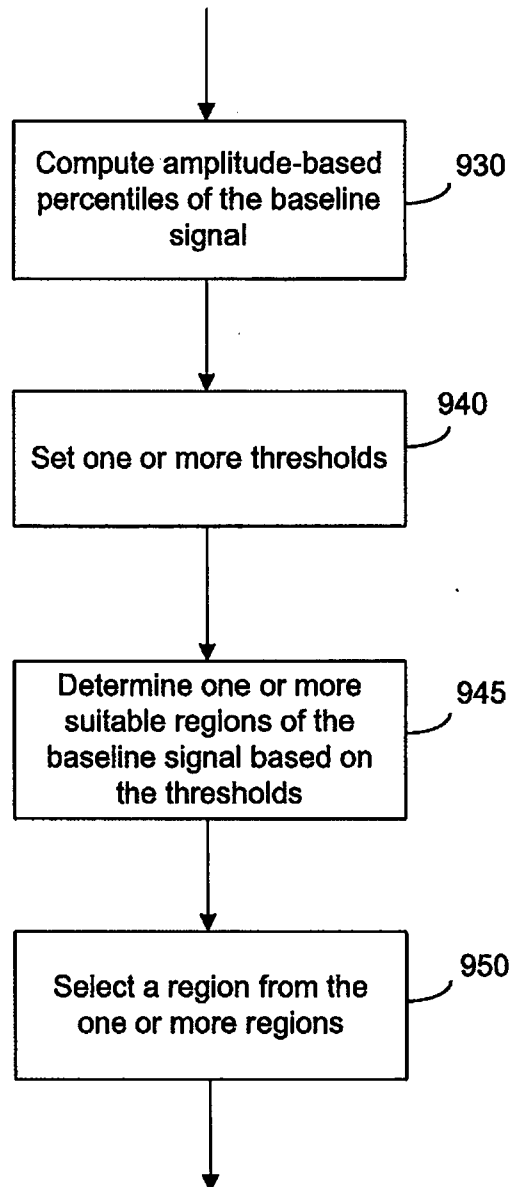 Compute amplitude-based
percentiles of the baseline
signal
930
Set one or more thresholds
940
Determine one or more
suitable regions of the
baseline signal based on
the thresholds
945
Select a region from the
one or more regions
950